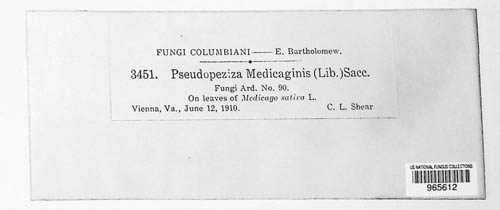 FUNGI COLUMBIANI — E. Bartholomew.
3451. Pseudopeziza Medicaginis (Lib.) Sacc.
Fungi Ard. No. 90.
On leaves of Medicago sativa L.
Vienna, Va., June 12, 1910. C. L. Shear
US NATIONAL FUNGUS COLLECTIONS
965612